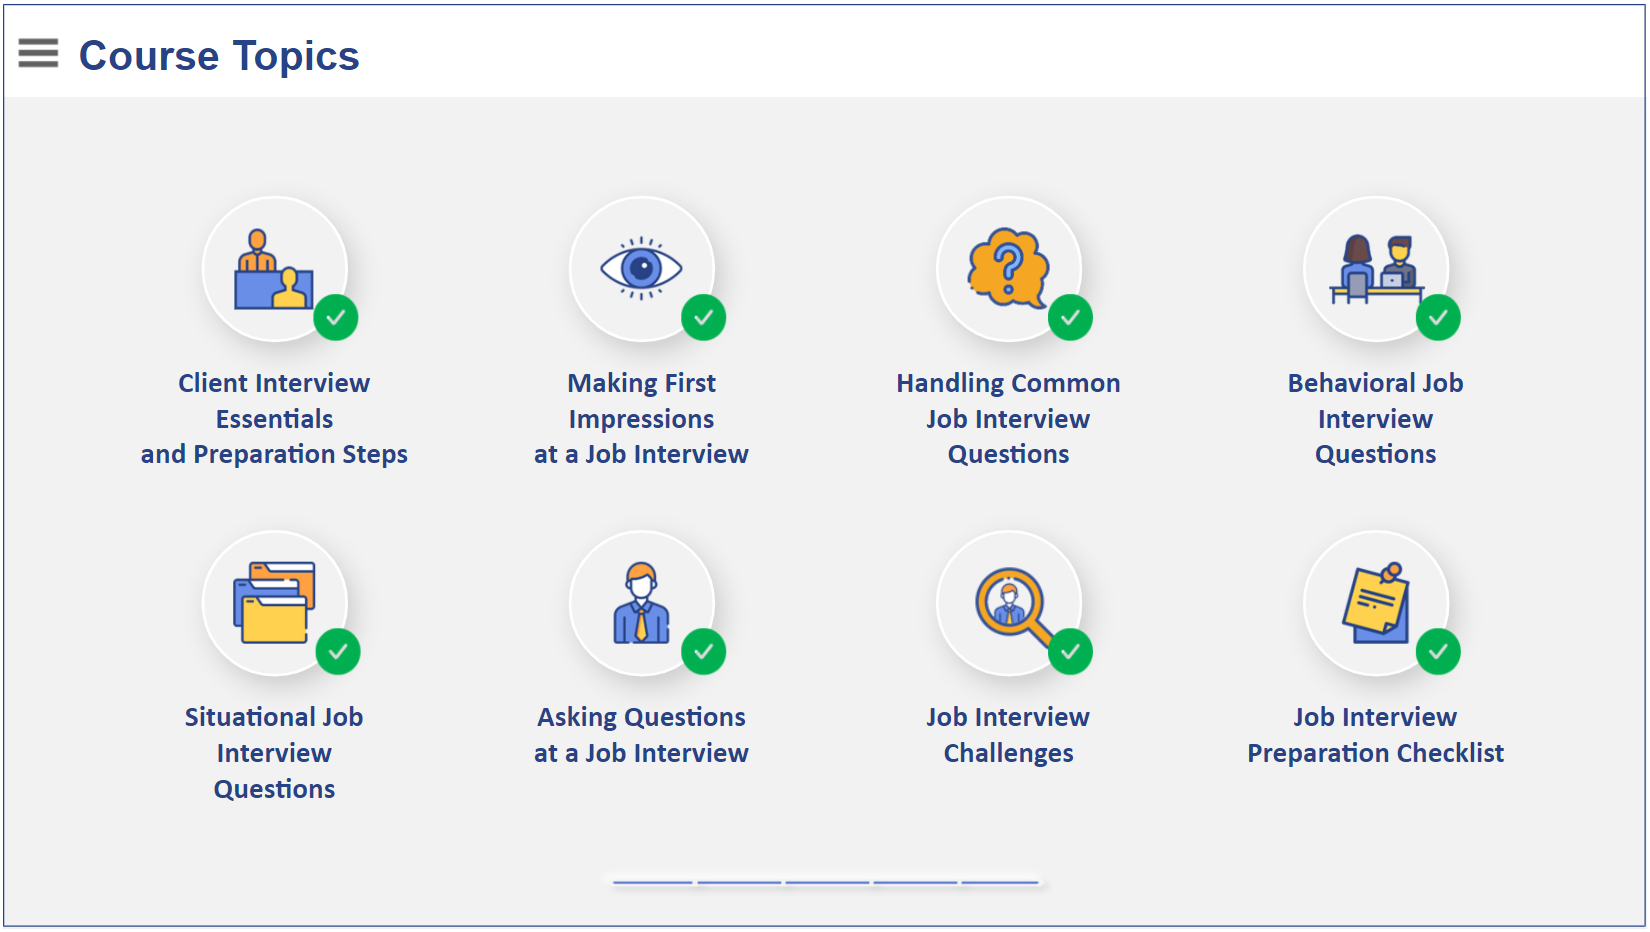 Course Topics
Client Interview
Essentials
and Preparation Steps
Making First
Impressions
at a Job Interview
Handling Common
Job Interview
Questions
Behavioral Job
Interview
Questions
Situational Job
Interview
Questions
Asking Questions
at a Job Interview
Job Interview
Challenges
Job Interview
Preparation Checklist